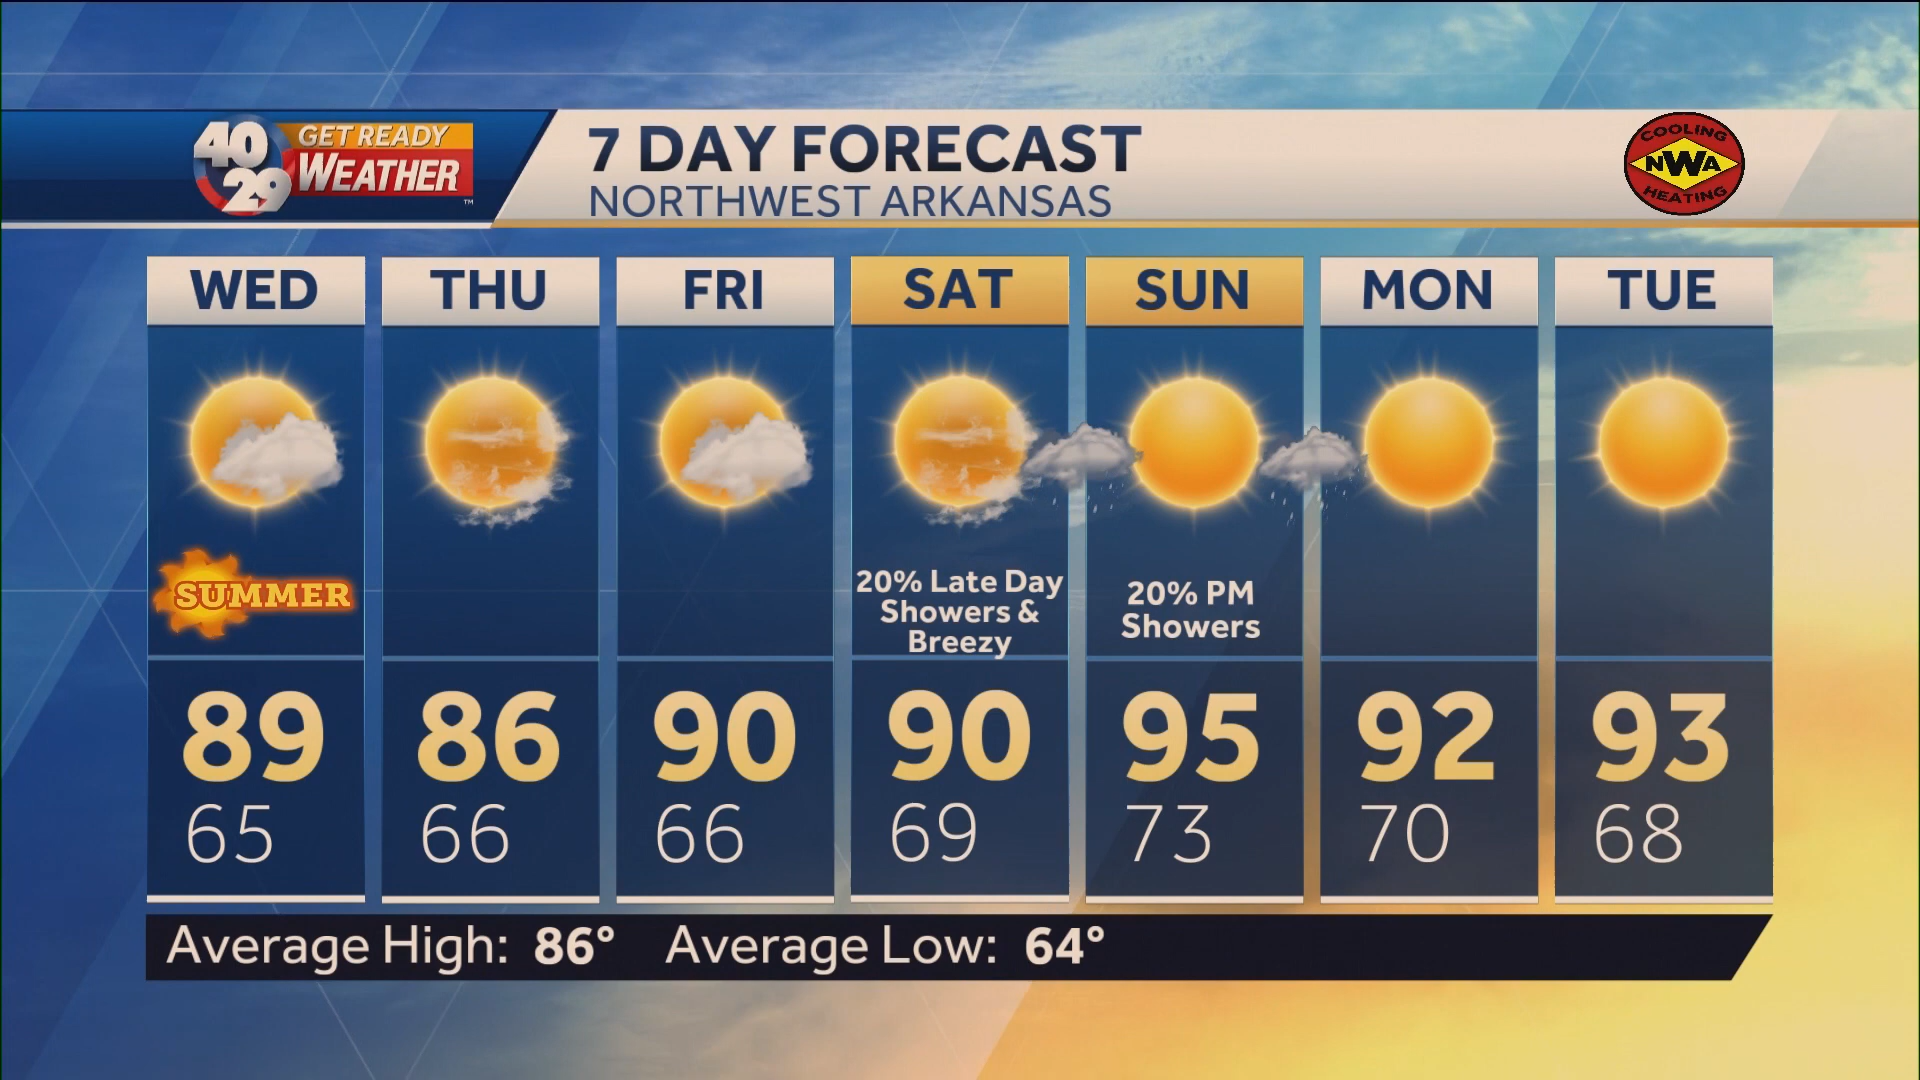 40
29
GET READY
WEATHER
™
7 DAY FORECAST
NORTHWEST ARKANSAS
COOLING
NWA
HEATING
WED
THU
FRI
SAT
SUN
MON
TUE
SUMMER
20% Late Day
Showers &
Breezy
20% PM
Showers
89
86
90
90
95
92
93
65
66
66
69
73
70
68
Average High: 86° Average Low: 64°